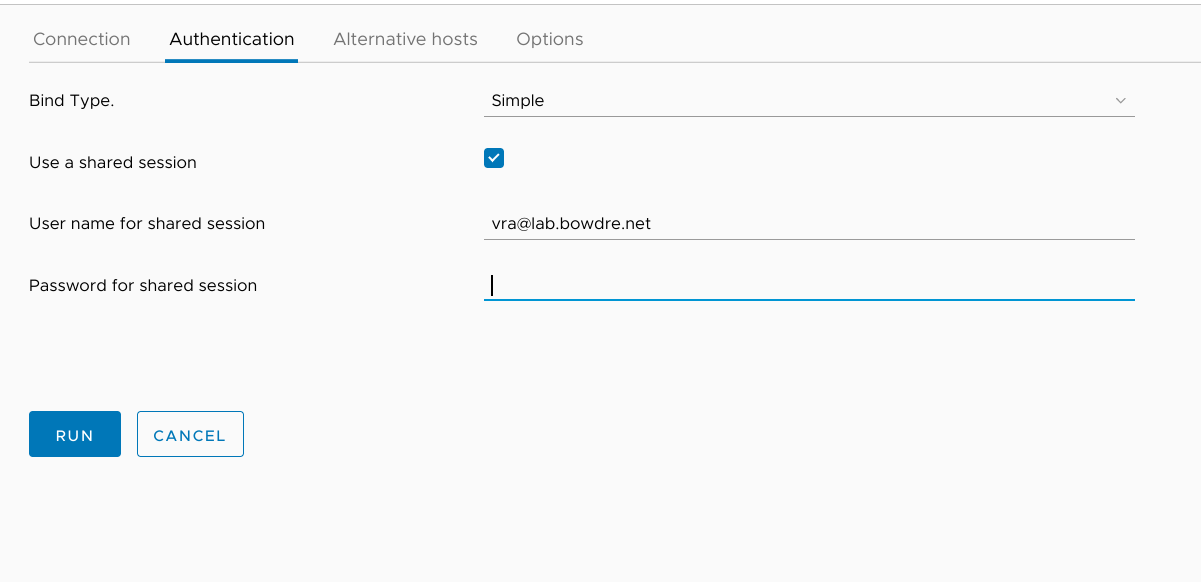 Connection Authentication Alternative hosts Options
Bind Type. Simple
Use a shared session
User name for shared session vra@lab.bowdre.net
Password for shared session
RUN CANCEL